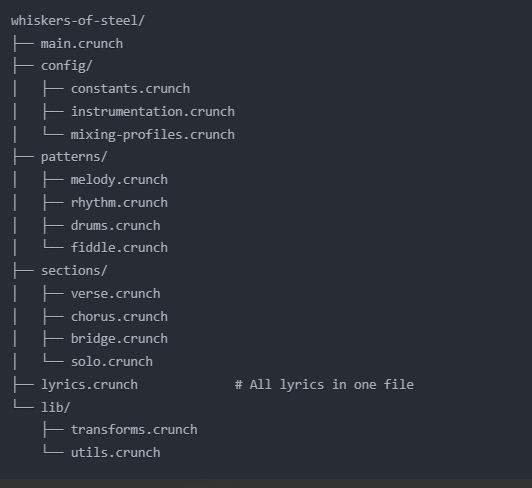 whiskers-of-steel/
├── main.crunch
├── config/
│   ├── constants.crunch
│   ├── instrumentation.crunch
│   └── mixing-profiles.crunch
├── patterns/
│   ├── melody.crunch
│   ├── rhythm.crunch
│   ├── drums.crunch
│   └── fiddle.crunch
├── sections/
│   ├── verse.crunch
│   ├── chorus.crunch
│   ├── bridge.crunch
│   └── solo.crunch
├── lyrics.crunch             # All lyrics in one file
└── lib/
    ├── transforms.crunch
    └── utils.crunch